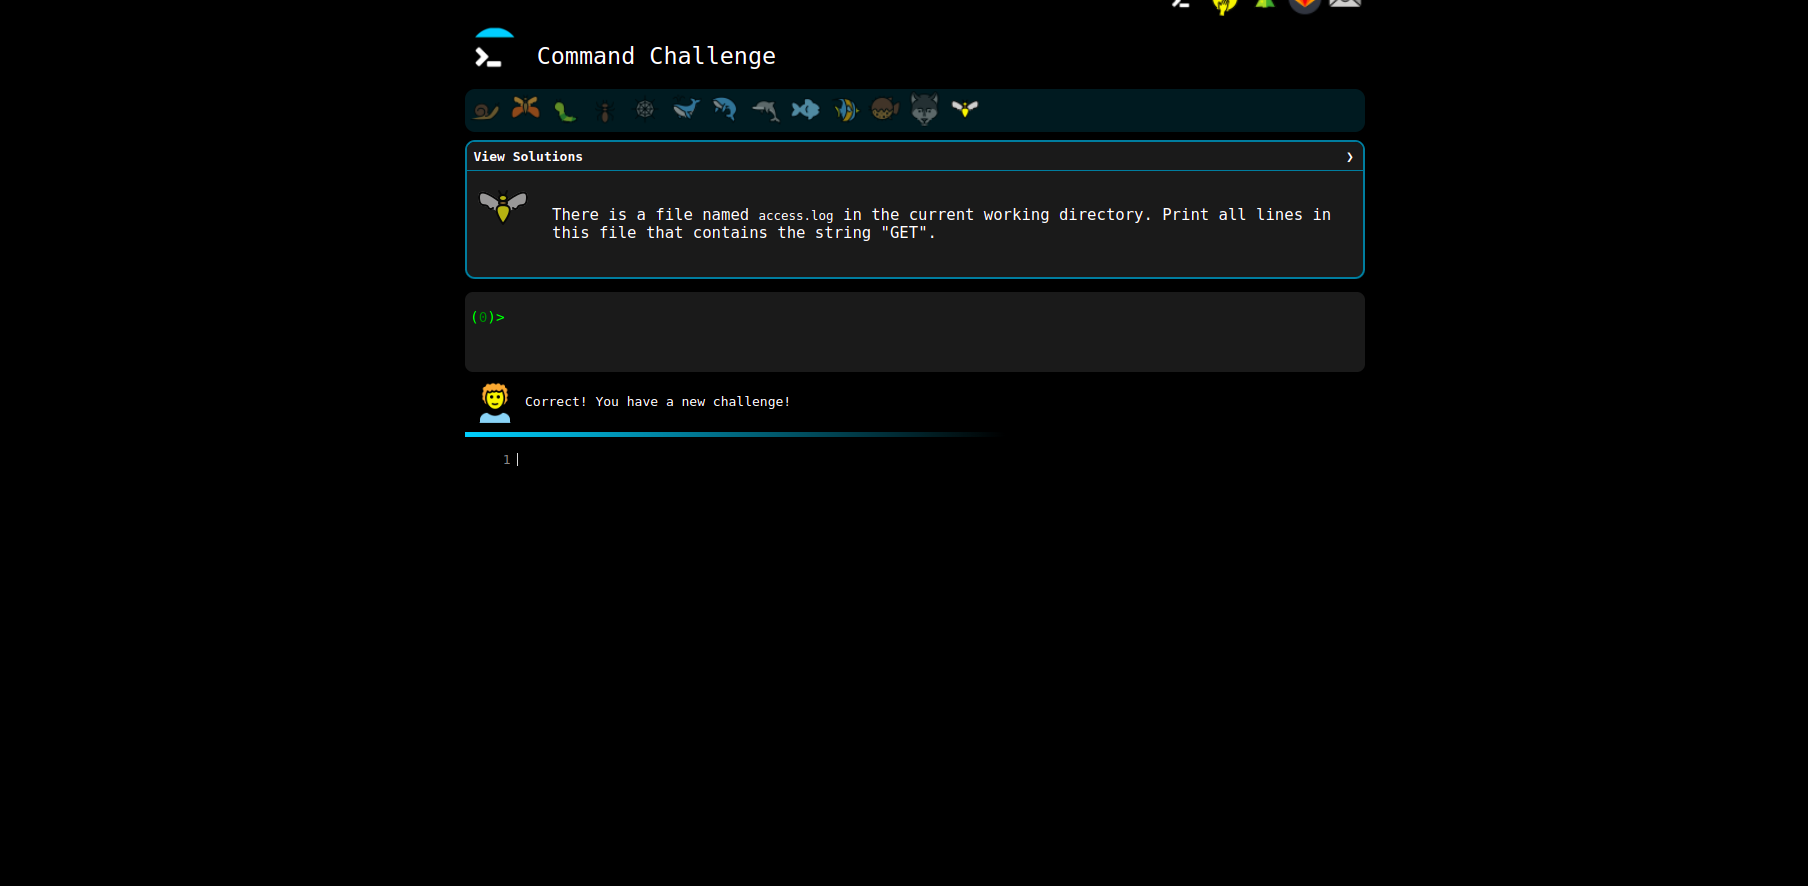 Command Challenge
View Solutions ❯
There is a file named access.log in the current working directory. Print all lines in
this file that contains the string "GET".
(0)>
Correct! You have a new challenge!
1